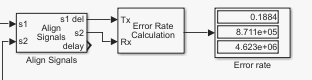 s1
s2
Align
Signals
s1 del
s2
delay
Align Signals
Tx
Rx
Error Rate
Calculation
0.1884
8.711e+05
4.623e+06
Error rate